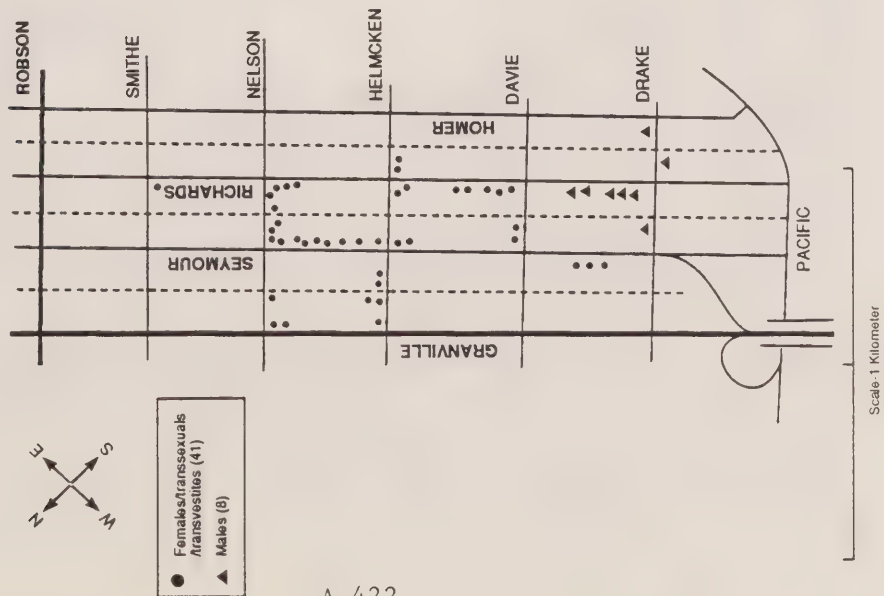 ROBSON
SMITHE
NELSON
HELMCKEN
DAVIE
DRAKE
HOMER
RICHARDS
SEYMOUR
GRANVILLE
PACIFIC
N
E
S
W
Females/transsexuals
/transvestites (41)
Males (8)
Scale-1 Kilometer
A-422